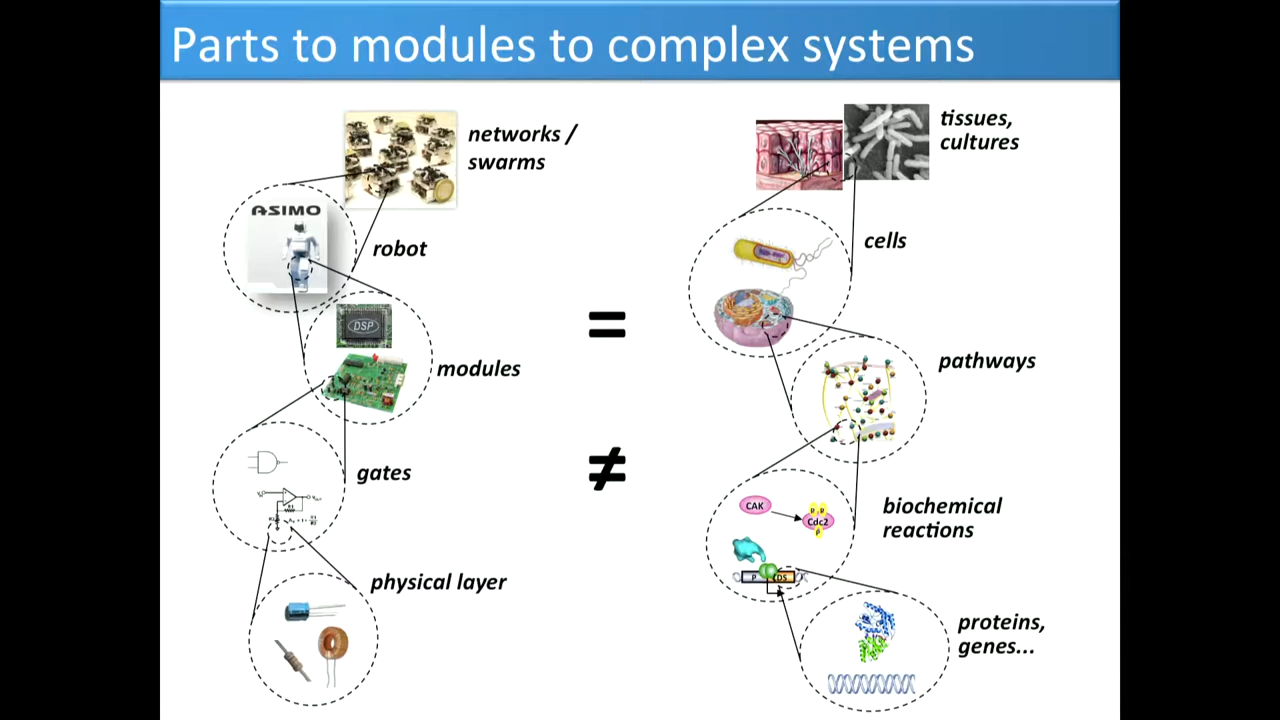 Parts to modules to complex systems
networks /
swarms
ASIMO
robot
DSP
modules
gates
physical layer
=
≠
tissues,
cultures
cells
pathways
CAK
Cdc2
P P
P
biochemical
reactions
P
CDS
proteins,
genes...